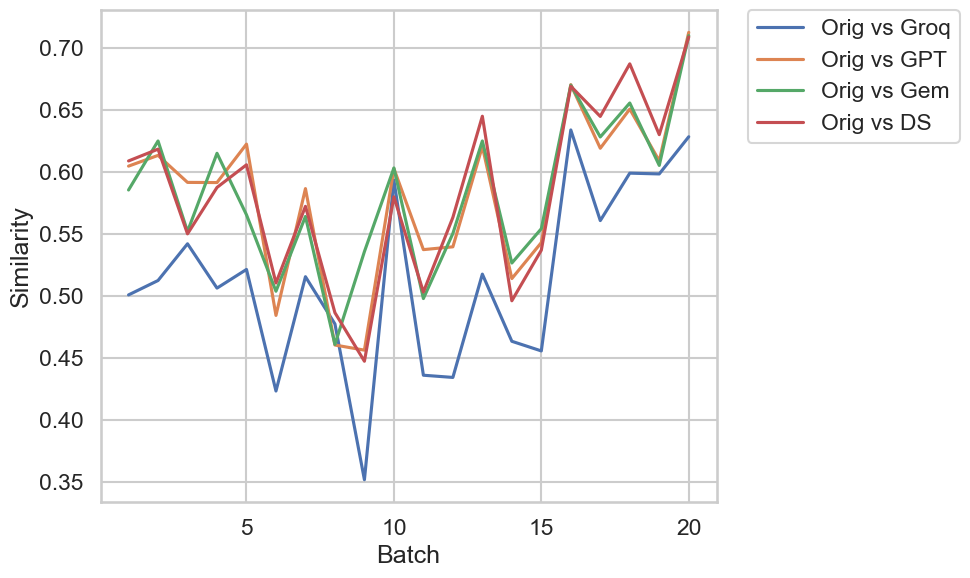 Orig vs Groq
Orig vs GPT
Orig vs Gem
Orig vs DS
0.70
0.65
0.60
0.55
0.50
0.45
0.40
0.35
Similarity
5
10
15
20
Batch